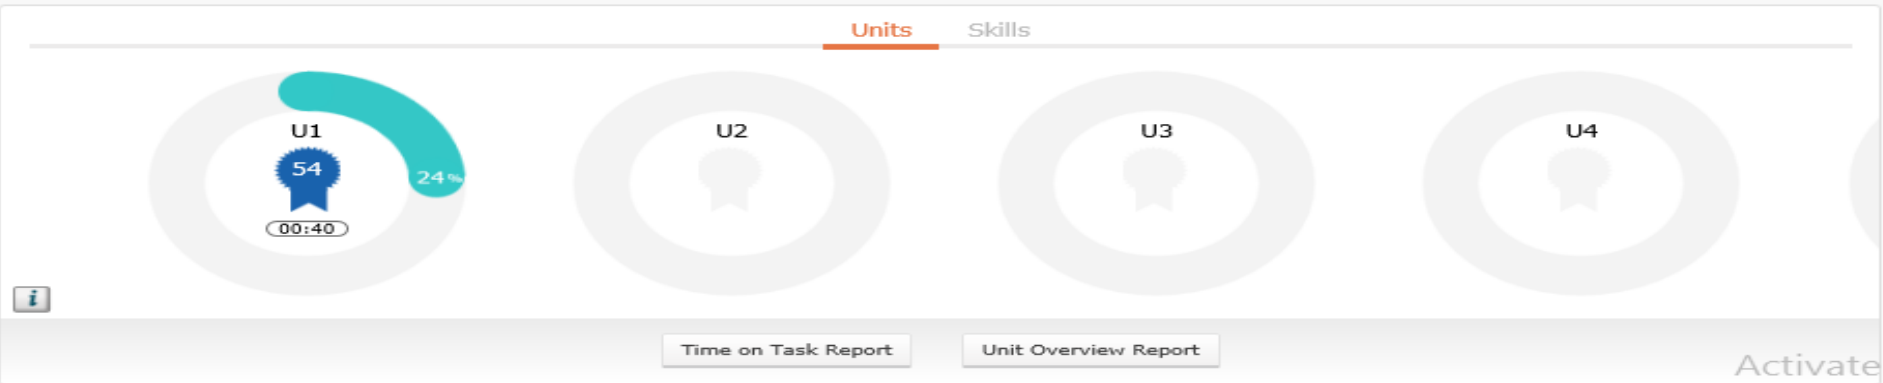 Units Skills
U1 U2 U3 U4
54
24%
00:40
i
Time on Task Report Unit Overview Report
Activate